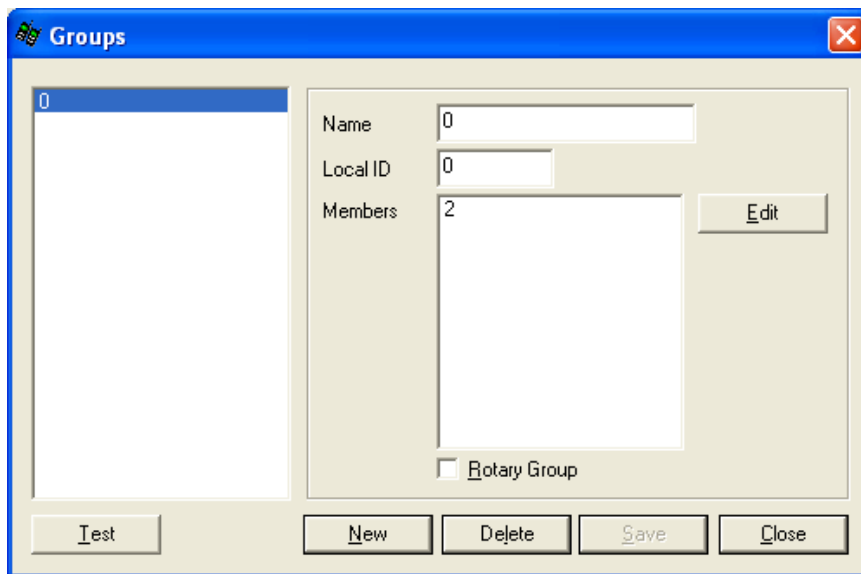 Groups
0
Name 0
Local ID 0
Members 2
Edit
Rotary Group
Test New Delete Save Close